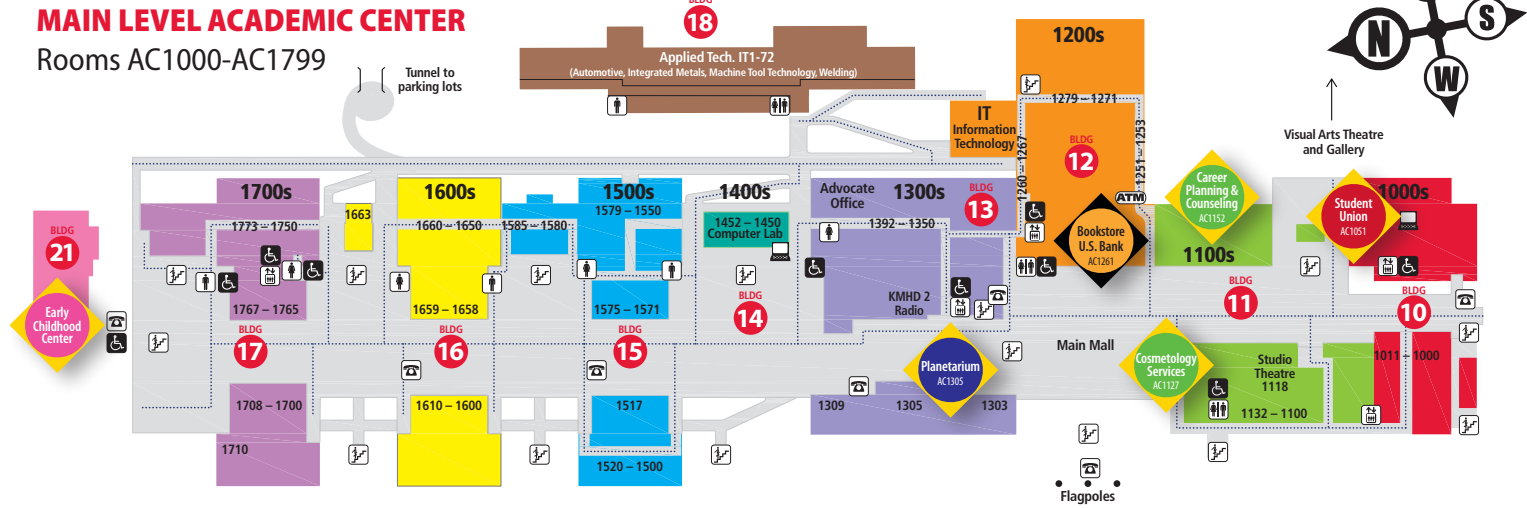 MAIN LEVEL ACADEMIC CENTER
Rooms AC1000-AC1799
Tunnel to
parking lots
BLDG
18
Applied Tech. IT1-72
(Automotive, Integrated Metals, Machine Tool Technology, Welding)
1200s
1279 – 1271
IT
Information
Technology
1260 – 1267
1251 – 1253
BLDG
12
ATM
N
S
W
Visual Arts Theatre
and Gallery
1700s
1773 – 1750
1767 – 1765
BLDG
17
1708 – 1700
1710
BLDG
21
Early
Childhood
Center
1663
1600s
1660 – 1650
1659 – 1658
BLDG
16
1610 – 1600
1500s
1579 – 1550
1585 – 1580
1575 – 1571
BLDG
15
1517
1520 – 1500
1400s
1452 – 1450
Computer Lab
BLDG
14
Advocate
Office
1300s
BLDG
13
1392 – 1350
KMHD 2
Radio
Planetarium
AC1305
1309
1305
1303
Bookstore
U.S. Bank
AC1261
Career
Planning &
Counseling
AC1152
1100s
BLDG
11
Main Mall
Cosmetology
Services
AC1127
Studio
Theatre
1118
1132 – 1100
Student
Union
AC1051
1000s
BLDG
10
1011 – 1000
Flagpoles